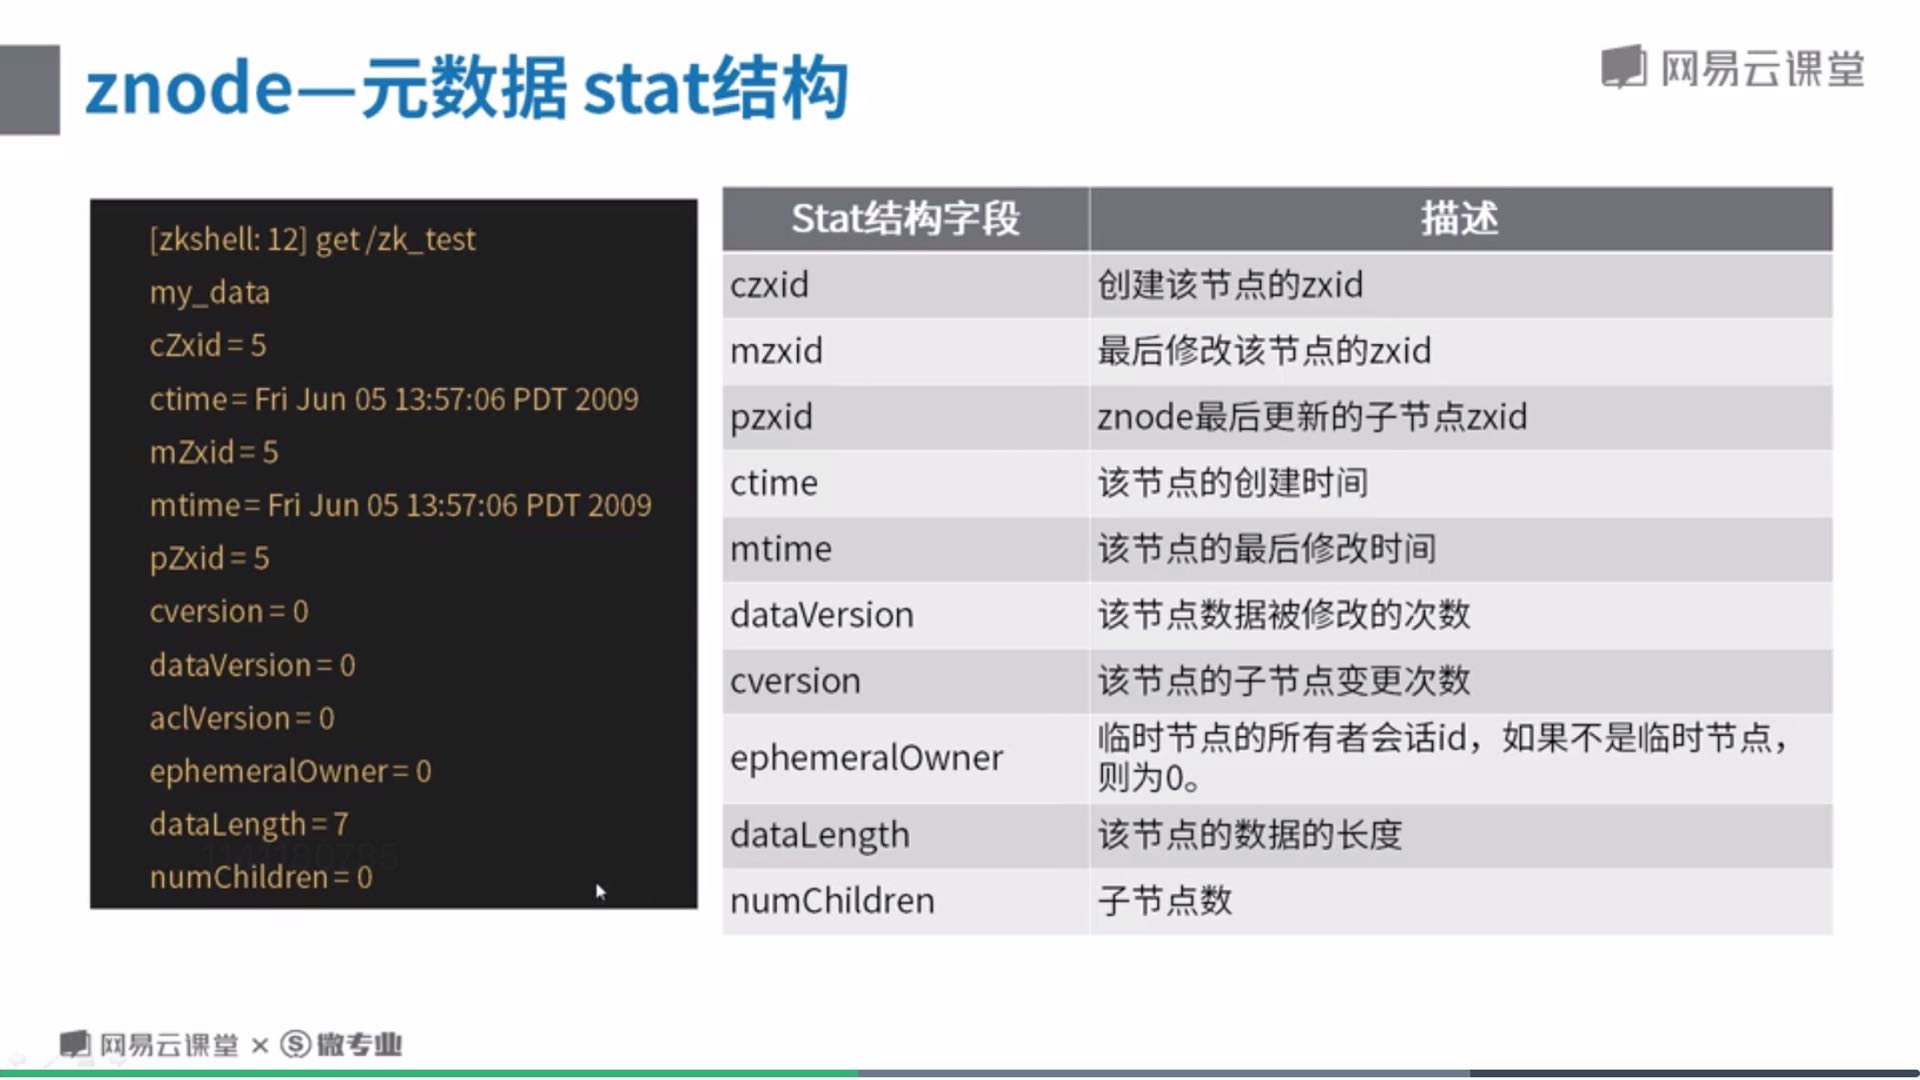 znode—元数据 stat结构
网易云课堂
[zkshell: 12] get /zk_test
my_data
cZxid = 5
ctime = Fri Jun 05 13:57:06 PDT 2009
mZxid = 5
mtime = Fri Jun 05 13:57:06 PDT 2009
pZxid = 5
cversion = 0
dataVersion = 0
aclVersion = 0
ephemeralOwner = 0
dataLength = 7
numChildren = 0
Stat结构字段 描述
czxid 创建该节点的zxid
mzxid 最后修改该节点的zxid
pzxid znode最后更新的子节点zxid
ctime 该节点的创建时间
mtime 该节点的最后修改时间
dataVersion 该节点数据被修改的次数
cversion 该节点的子节点变更次数
ephemeralOwner 临时节点的所有者会话id，如果不是临时节点，
则为0。
dataLength 该节点的数据的长度
numChildren 子节点数
网易云课堂 × 微专业